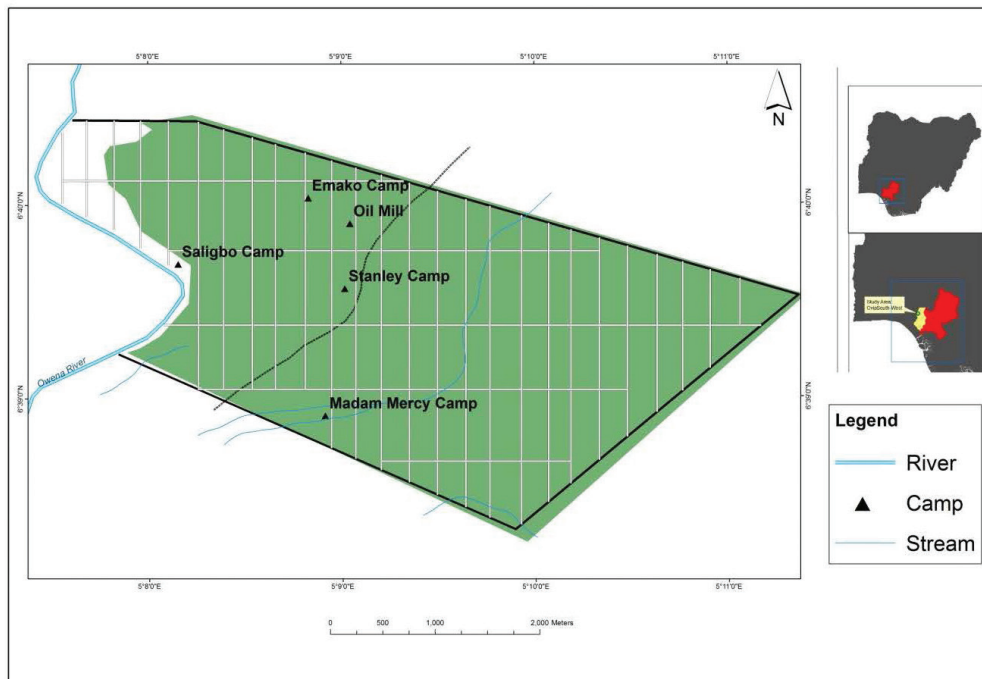 5°8'0"E 5°9'0"E 5°10'0"E 5°11'0"E
N
Emako Camp
6°40'0"N
Oil Mill
6°40'0"N
Saligbo Camp
Stanley Camp
Study Area
Owena River
6°39'0"N
Madam Mercy Camp
6°39'0"N
5°8'0"E 5°9'0"E 5°10'0"E 5°11'0"E
0 500 1,000 2,000 Meters
Legend
River
Camp
Stream